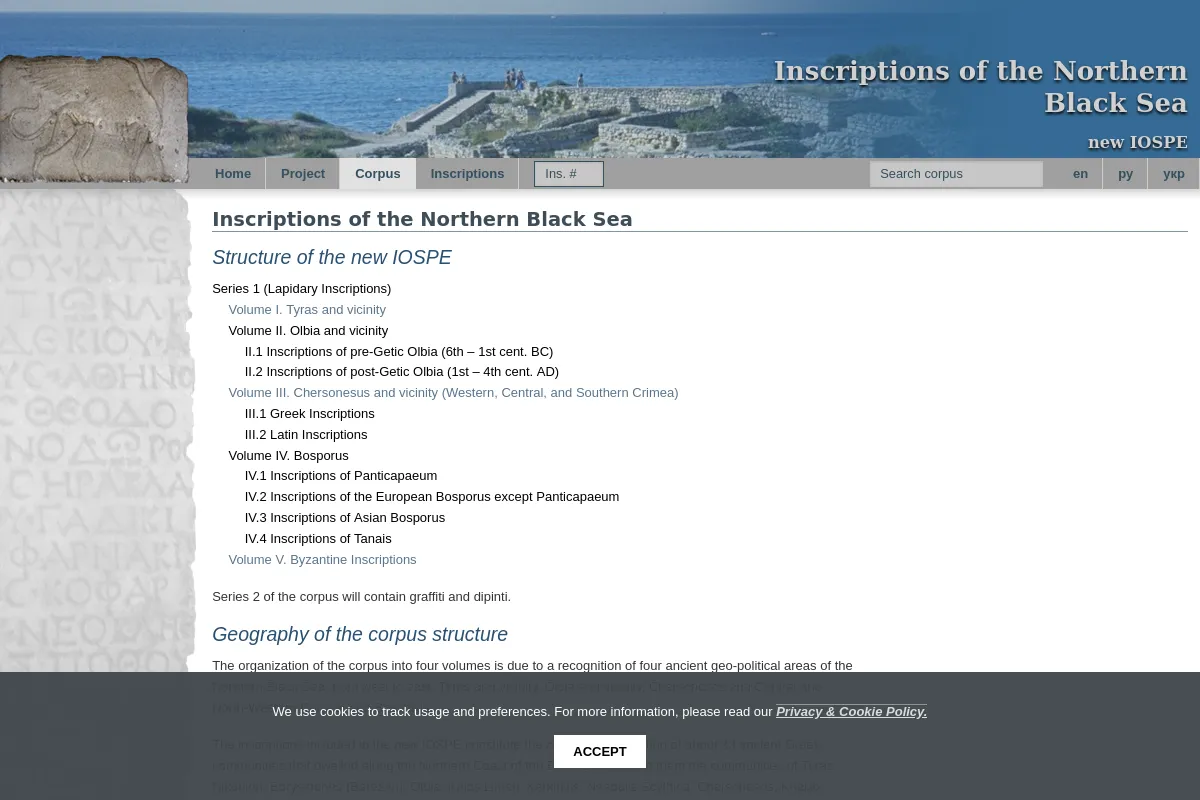 Inscriptions of the Northern
Black Sea
new IOSPE
Home Project Corpus Inscriptions Ins. # Search corpus en ру укр
Inscriptions of the Northern Black Sea
Structure of the new IOSPE
Series 1 (Lapidary Inscriptions)
Volume I. Tyras and vicinity
Volume II. Olbia and vicinity
II.1 Inscriptions of pre-Getic Olbia (6th – 1st cent. BC)
II.2 Inscriptions of post-Getic Olbia (1st – 4th cent. AD)
Volume III. Chersonesus and vicinity (Western, Central, and Southern Crimea)
III.1 Greek Inscriptions
III.2 Latin Inscriptions
Volume IV. Bosporus
IV.1 Inscriptions of Panticapaeum
IV.2 Inscriptions of the European Bosporus except Panticapaeum
IV.3 Inscriptions of Asian Bosporus
IV.4 Inscriptions of Tanais
Volume V. Byzantine Inscriptions
Series 2 of the corpus will contain graffiti and dipinti.
Geography of the corpus structure
The organization of the corpus into four volumes is due to a recognition of four ancient geo-political areas of the
We use cookies to track usage and preferences. For more information, please read our Privacy & Cookie Policy.
ACCEPT